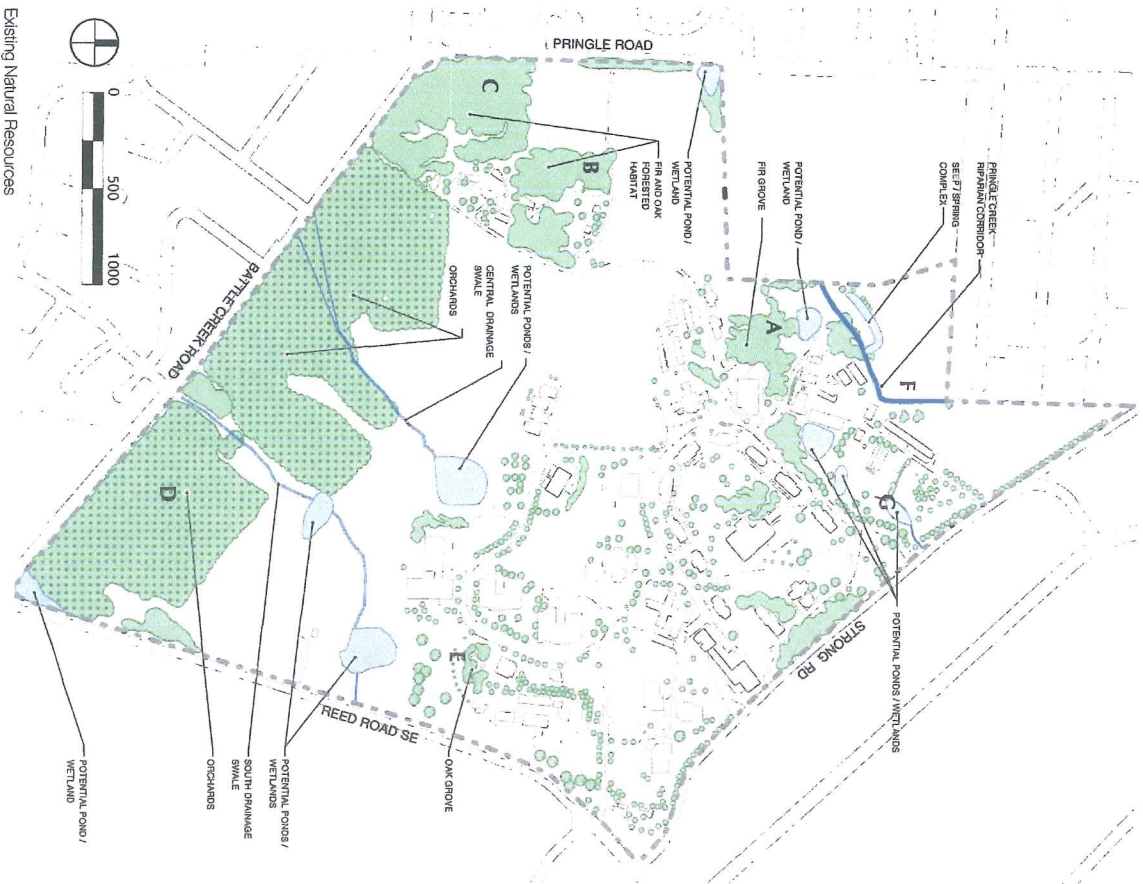 Existing Natural Resources
0
500
1000
PRINGLE ROAD
C
B
FIR AND OAK
FORESTED
HABITAT
POTENTIAL POND /
WETLAND
FIR GROVE
POTENTIAL POND /
WETLAND
SEEP / SPRING
COMPLEX
PRINGLE CREEK
RIPARIAN CORRIDOR
A
F
G
ORCHARDS
CENTRAL DRAINAGE
SWALE
POTENTIAL PONDS /
WETLANDS
BATTLE CREEK ROAD
D
E
STRONG RD
POTENTIAL PONDS / WETLANDS
REED ROAD SE
OAK GROVE
POTENTIAL PONDS /
WETLANDS
SOUTH DRAINAGE
SWALE
ORCHARDS
POTENTIAL POND /
WETLAND